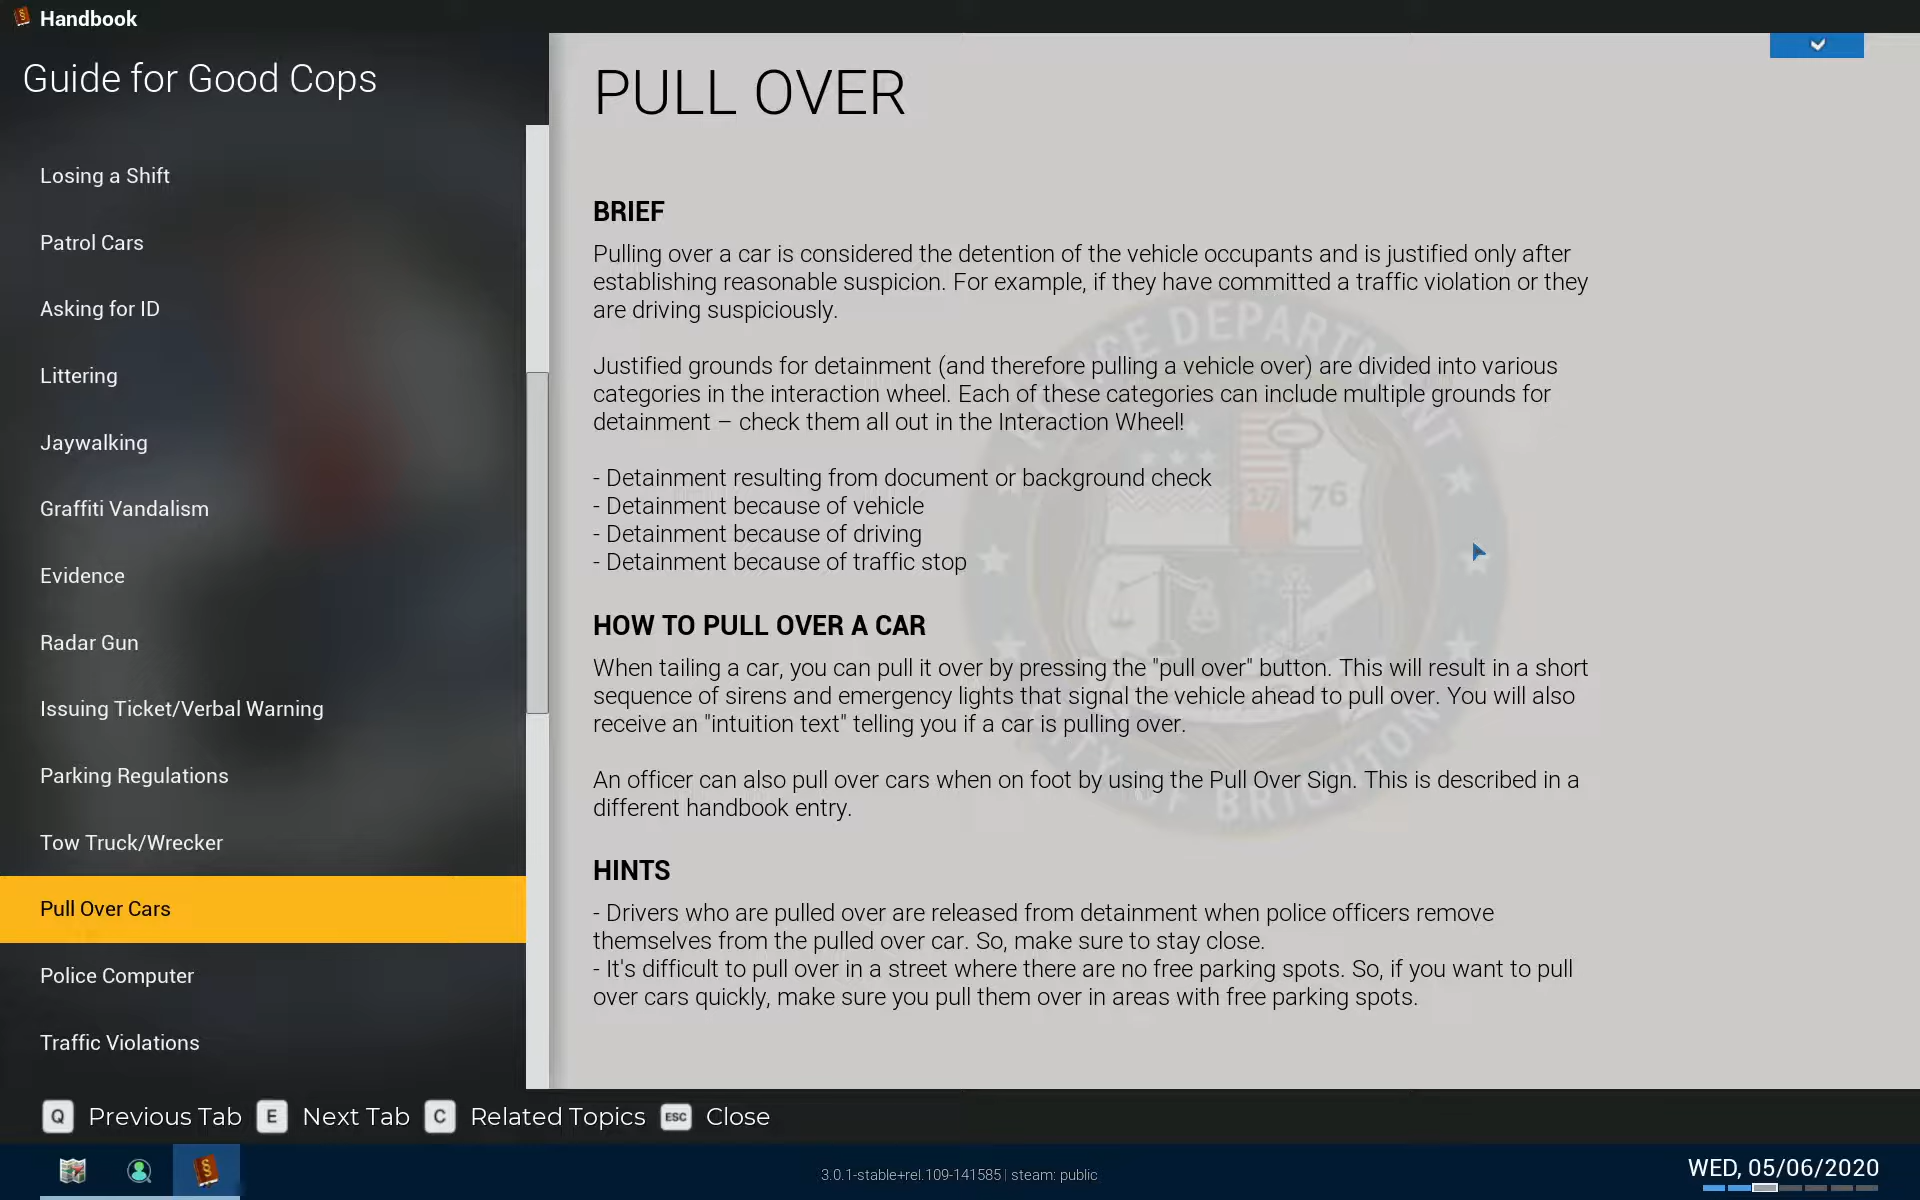 Handbook
Guide for Good Cops
Losing a Shift
Patrol Cars
Asking for ID
Littering
Jaywalking
Graffiti Vandalism
Evidence
Radar Gun
Issuing Ticket/Verbal Warning
Parking Regulations
Tow Truck/Wrecker
Pull Over Cars
Police Computer
Traffic Violations
PULL OVER
BRIEF
Pulling over a car is considered the detention of the vehicle occupants and is justified only after
establishing reasonable suspicion. For example, if they have committed a traffic violation or they
are driving suspiciously.
Justified grounds for detainment (and therefore pulling a vehicle over) are divided into various
categories in the interaction wheel. Each of these categories can include multiple grounds for
detainment – check them all out in the Interaction Wheel!
- Detainment resulting from document or background check
- Detainment because of vehicle
- Detainment because of driving
- Detainment because of traffic stop
HOW TO PULL OVER A CAR
When tailing a car, you can pull it over by pressing the "pull over" button. This will result in a short
sequence of sirens and emergency lights that signal the vehicle ahead to pull over. You will also
receive an "intuition text" telling you if a car is pulling over.
An officer can also pull over cars when on foot by using the Pull Over Sign. This is described in a
different handbook entry.
HINTS
- Drivers who are pulled over are released from detainment when police officers remove
themselves from the pulled over car. So, make sure to stay close.
- It's difficult to pull over in a street where there are no free parking spots. So, if you want to pull
over cars quickly, make sure you pull them over in areas with free parking spots.
POLICE DEPARTMENT
17 76
CITY OF BRIGHTON
Q Previous Tab E Next Tab C Related Topics ESC Close
§
3.0.1-stable+rel.109-141585 | steam: public
WED, 05/06/2020